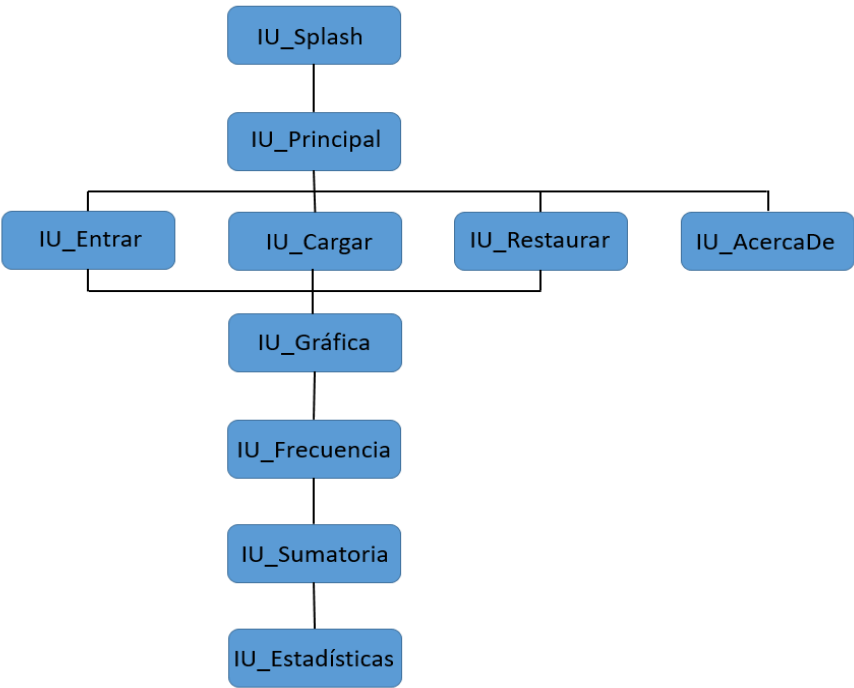 IU_Splash
IU_Principal
IU_Entrar
IU_Cargar
IU_Restaurar
IU_AcercaDe
IU_Gráfica
IU_Frecuencia
IU_Sumatoria
IU_Estadísticas